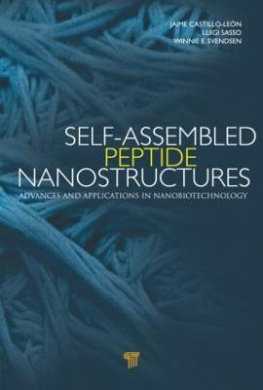 JAIME CASTILLO-LEÓN
LUIGI SASSO
WINNIE E. SVENDSEN
SELF-ASSEMBLED
PEPTIDE
NANOSTRUCTURES
ADVANCES AND APPLICATIONS IN NANOBIOTECHNOLOGY